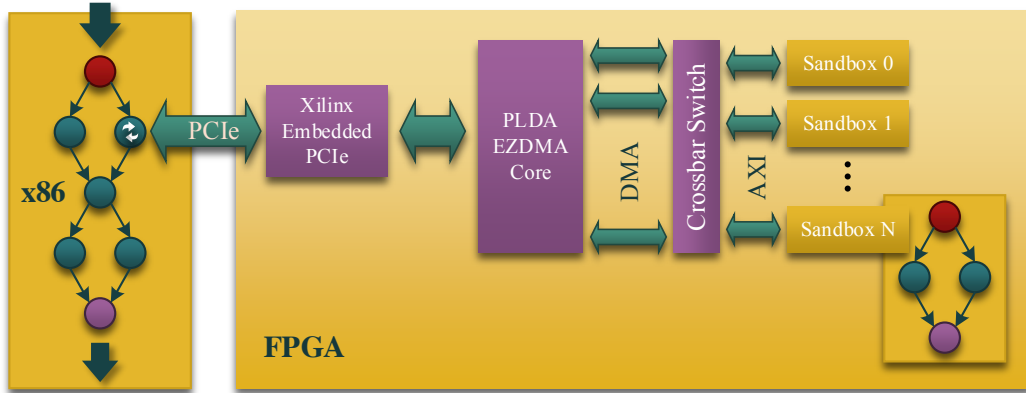 x86
PCIe
Xilinx
Embedded
PCIe
PLDA
EZDMA
Core
DMA
Crossbar Switch
AXI
Sandbox 0
Sandbox 1
Sandbox N
FPGA